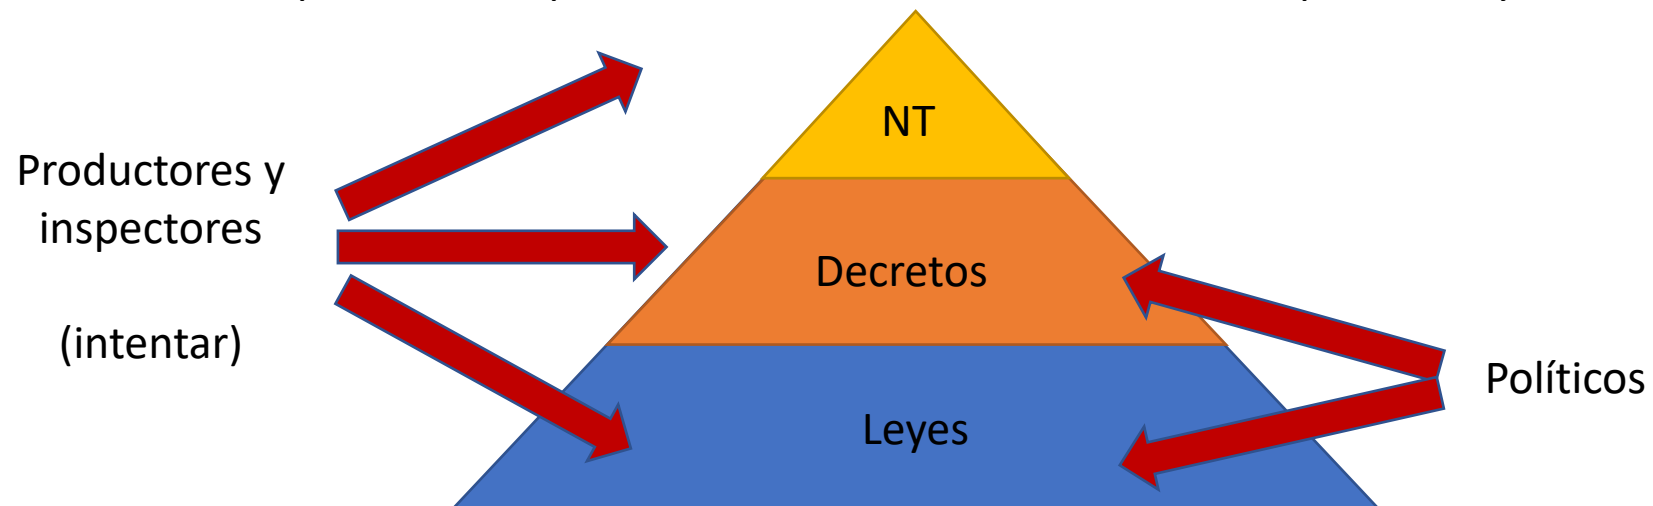 NT
Productores y
inspectores
Decretos
(intentar)
Políticos
Leyes